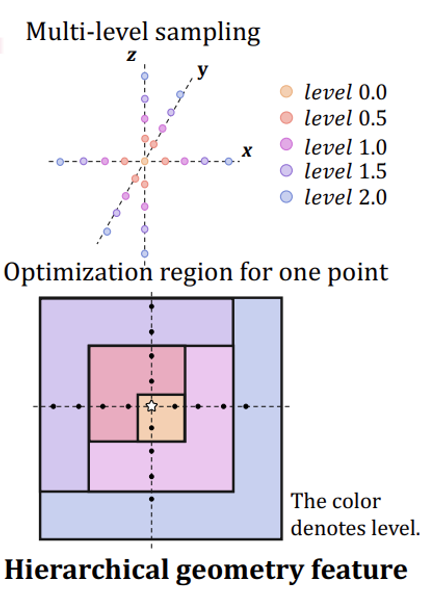 Multi-level sampling
z
y
x
level 0.0
level 0.5
level 1.0
level 1.5
level 2.0
Optimization region for one point
The color
denotes level.
Hierarchical geometry feature